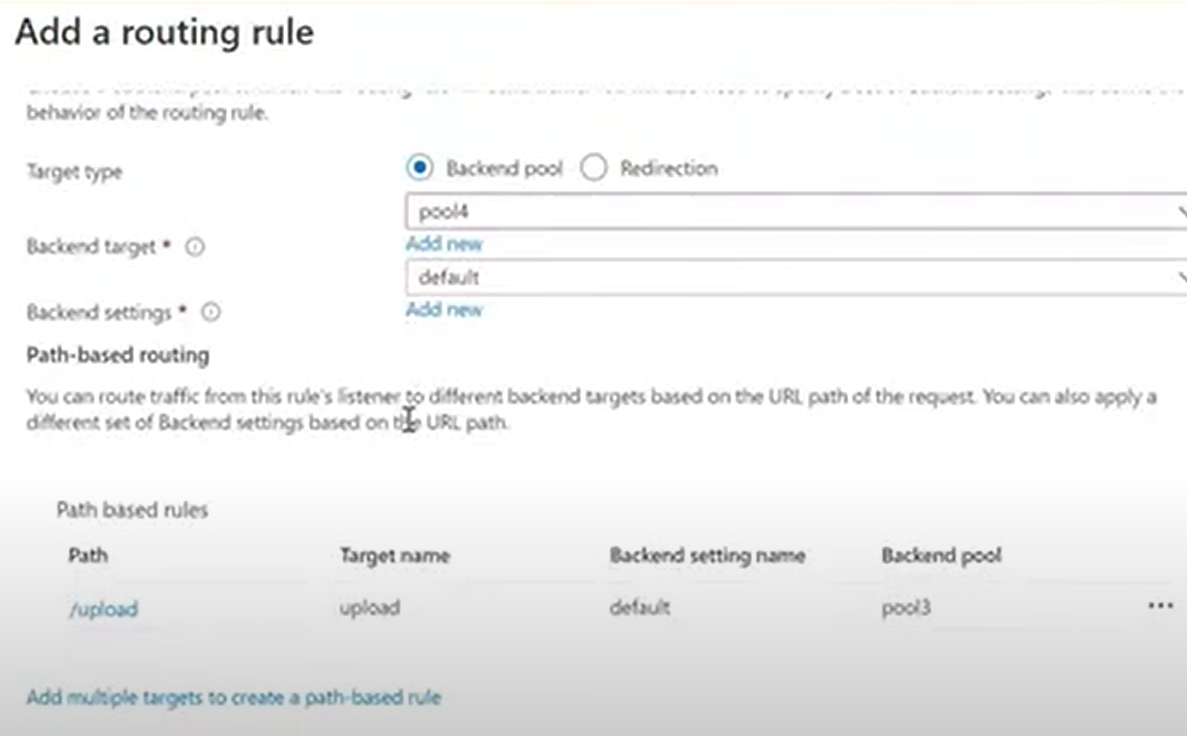 Add a routing rule
behavior of the routing rule.
Target type
Backend pool Redirection
pool4
Backend target *
Add new
default
Backend settings *
Add new
Path-based routing
You can route traffic from this rule's listener to different backend targets based on the URL path of the request. You can also apply a
different set of Backend settings based on the URL path.
Path based rules
Path Target name Backend setting name Backend pool
/upload upload default pool3 ...
Add multiple targets to create a path-based rule